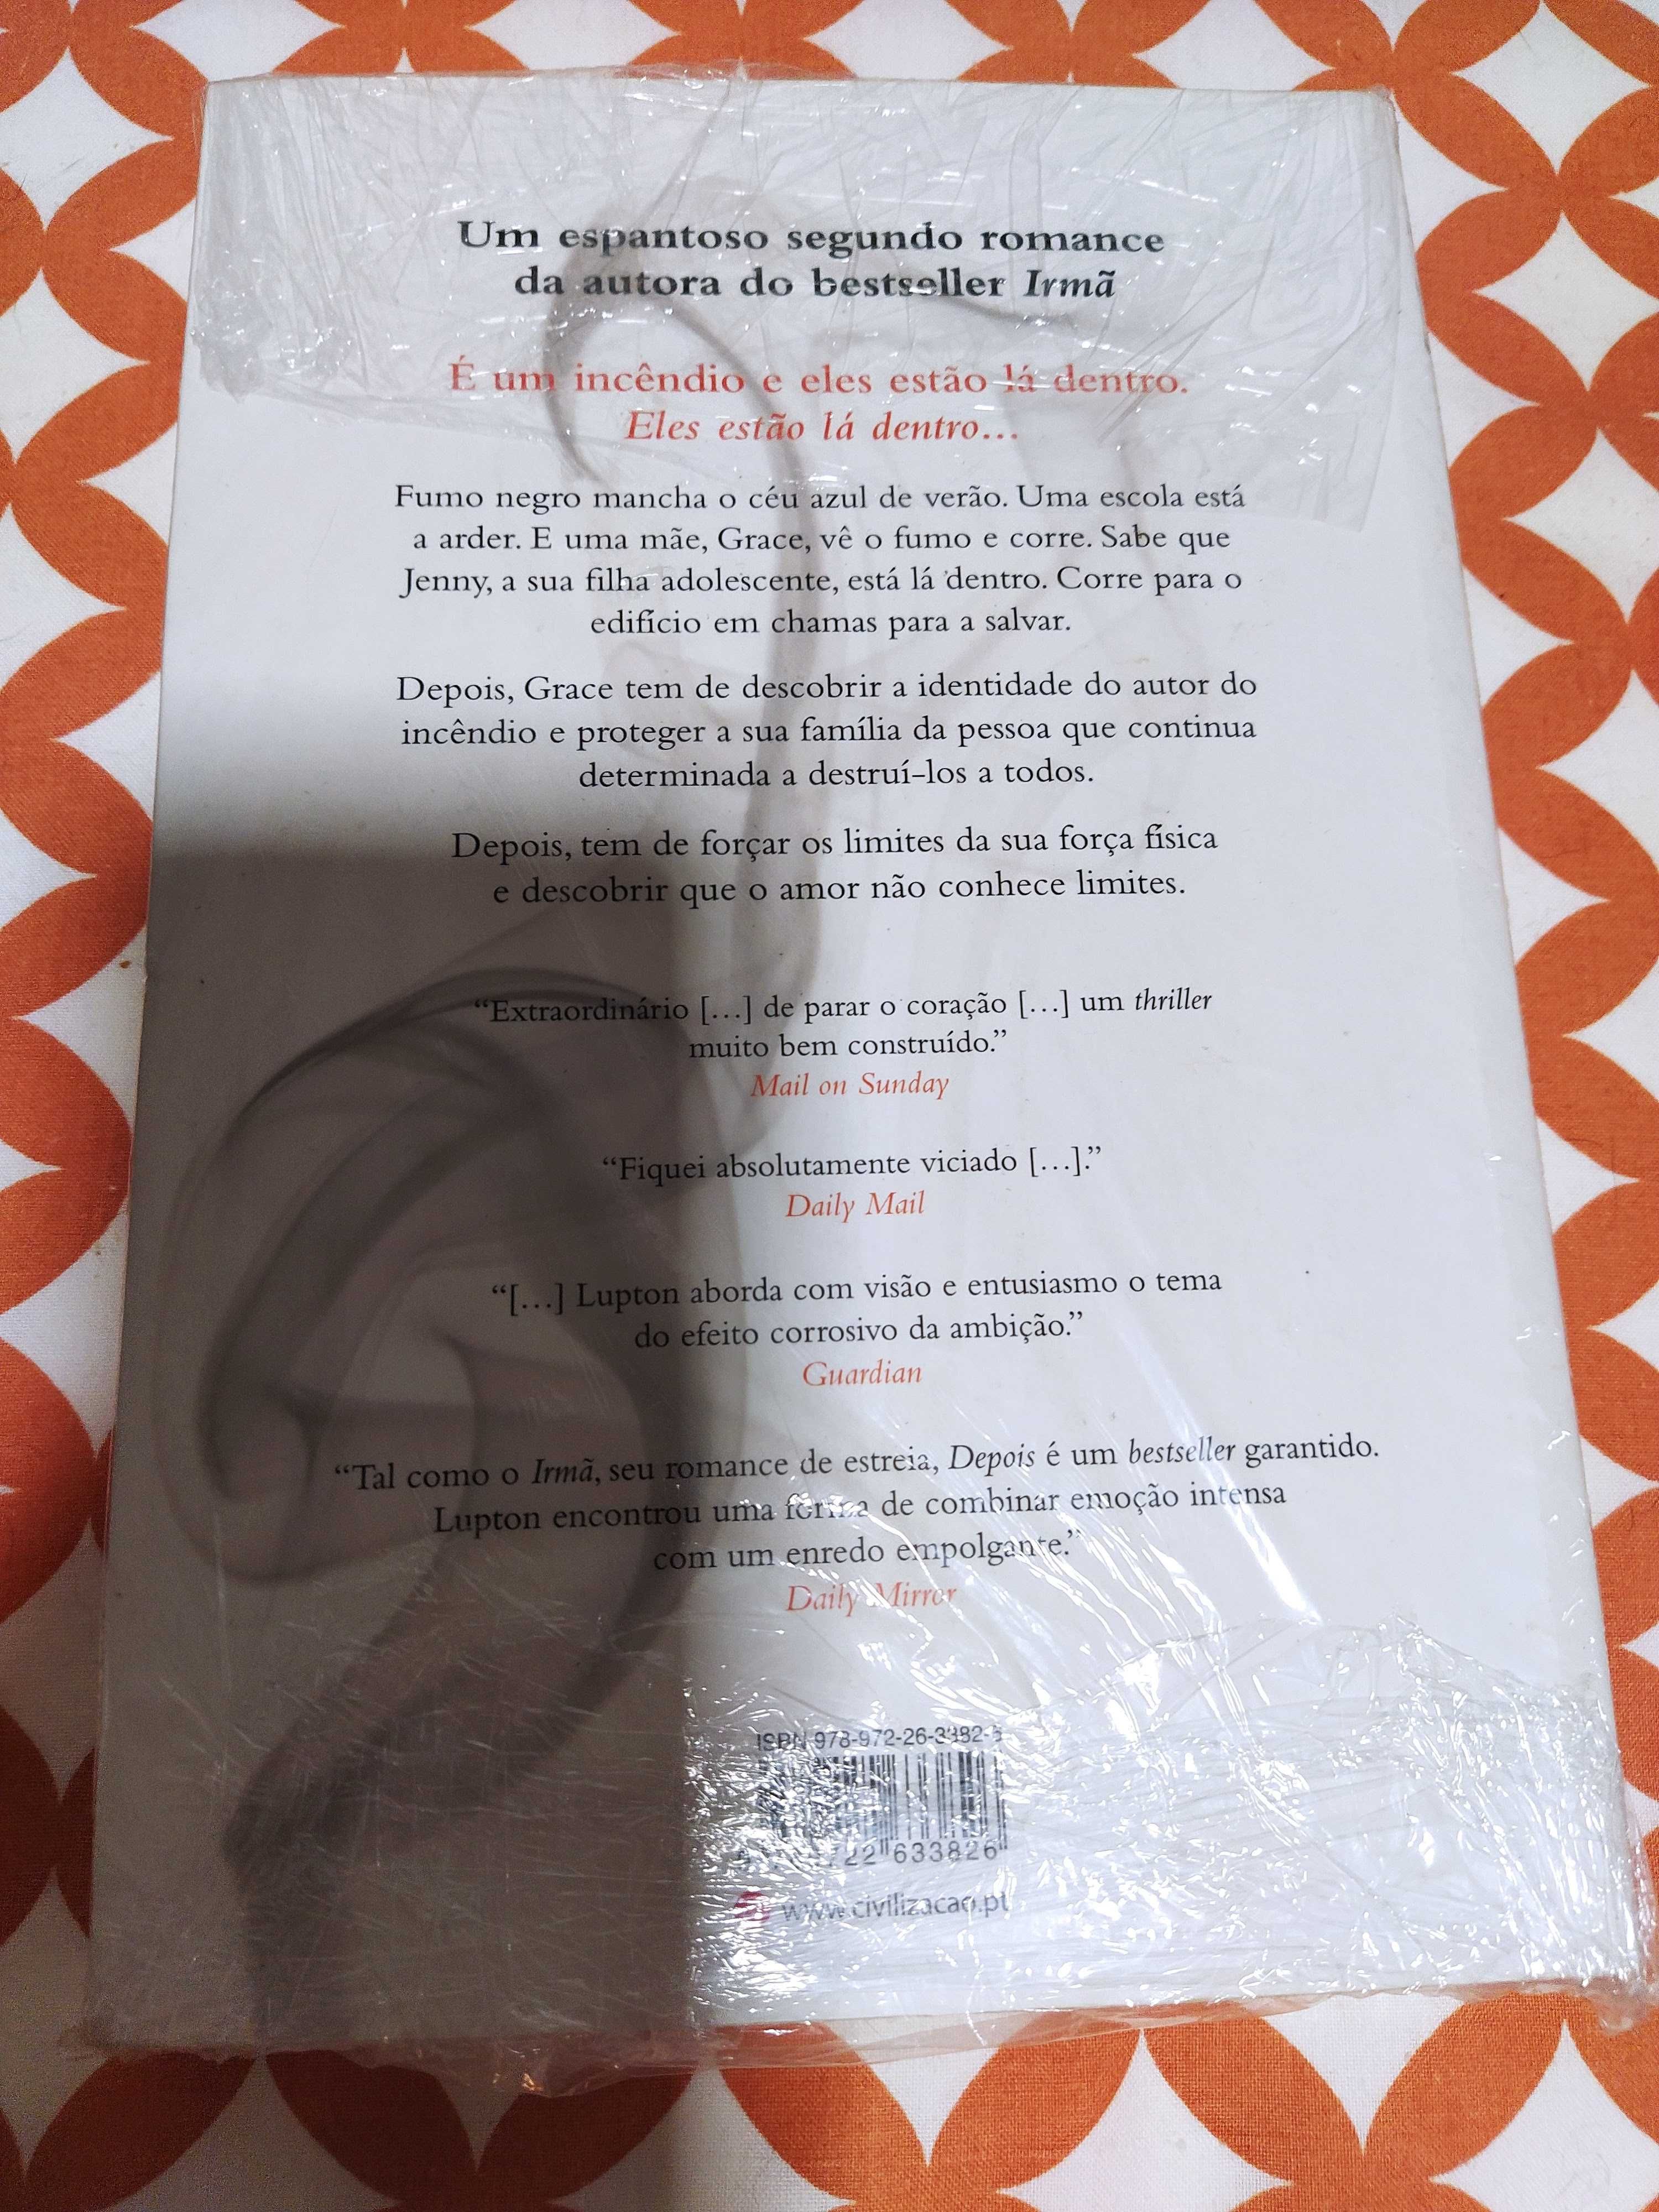 Um espantoso segundo romance
da autora do bestseller Irmã
É um incêndio e eles estão lá dentro.
Eles estão lá dentro...
Fumo negro mancha o céu azul de verão. Uma escola está
a arder. E uma mãe, Grace, vê o fumo e corre. Sabe que
Jenny, a sua filha adolescente, está lá dentro. Corre para o
edifício em chamas para a salvar.
Depois, Grace tem de descobrir a identidade do autor do
incêndio e proteger a sua família da pessoa que continua
determinada a destruí-los a todos.
Depois, tem de forçar os limites da sua força física
e descobrir que o amor não conhece limites.
“Extraordinário [...] de parar o coração [...] um thriller
muito bem construído.”
Mail on Sunday
“Fiquei absolutamente viciado [...].”
Daily Mail
“[...] Lupton aborda com visão e entusiasmo o tema
do efeito corrosivo da ambição.”
Guardian
“Tal como o Irmã, seu romance de estreia, Depois é um bestseller garantido.
Lupton encontrou uma forma de combinar emoção intensa
com um enredo empolgante.”
Daily Mirror
ISBN 978-972-26-3382-6
633826
www.civilizacao.pt